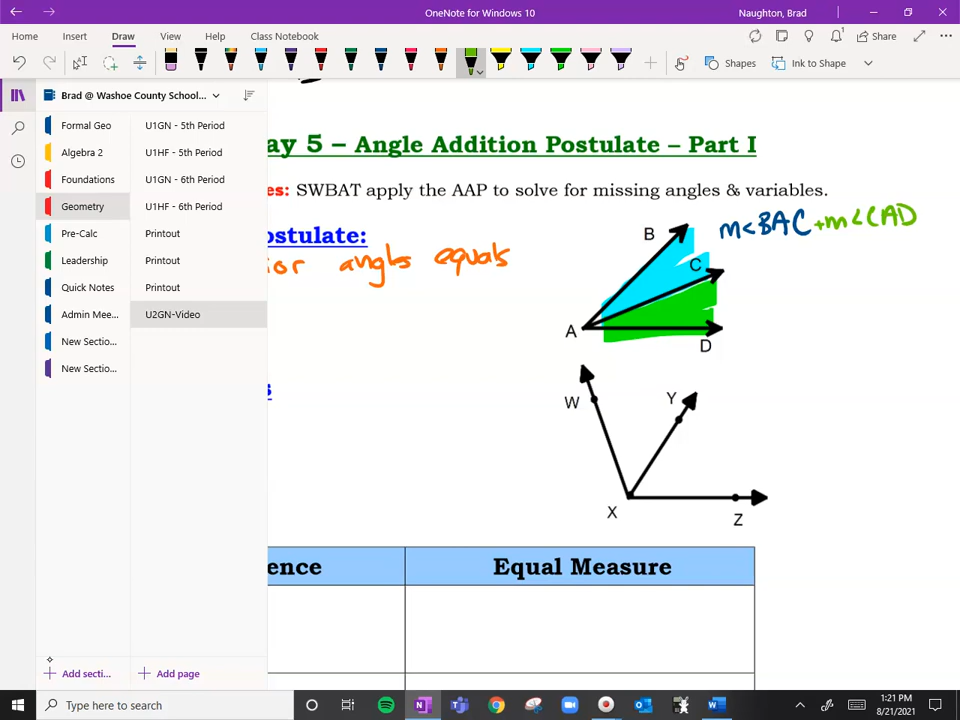 OneNote for Windows 10
Naughton, Brad
Home Insert Draw View Help Class Notebook
Share
Shapes Ink to Shape
Brad @ Washoe County School...
Formal Geo
Algebra 2
Foundations
Geometry
Pre-Calc
Leadership
Quick Notes
Admin Mee...
New Sectio...
New Sectio...
Add secti...
U1GN - 5th Period
U1HF - 5th Period
U1GN - 6th Period
U1HF - 6th Period
Printout
Printout
Printout
U2GN-Video
Add page
ay 5 – Angle Addition Postulate – Part I
es: SWBAT apply the AAP to solve for missing angles & variables.
ostulate:
ior angles equals
m<BAC +m<CAD
B
C
A
D
s
W
Y
X
Z
ence Equal Measure
Type here to search
1:21 PM
8/21/2021